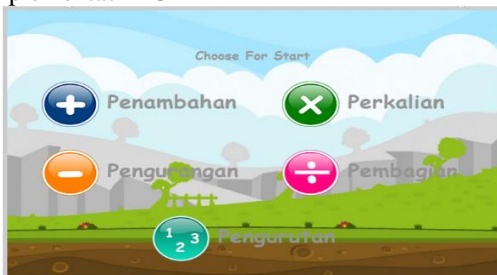 Choose For Start
Penambahan
Perkalian
Pengurangan
Pembagian
1 2 3 Pengurutan